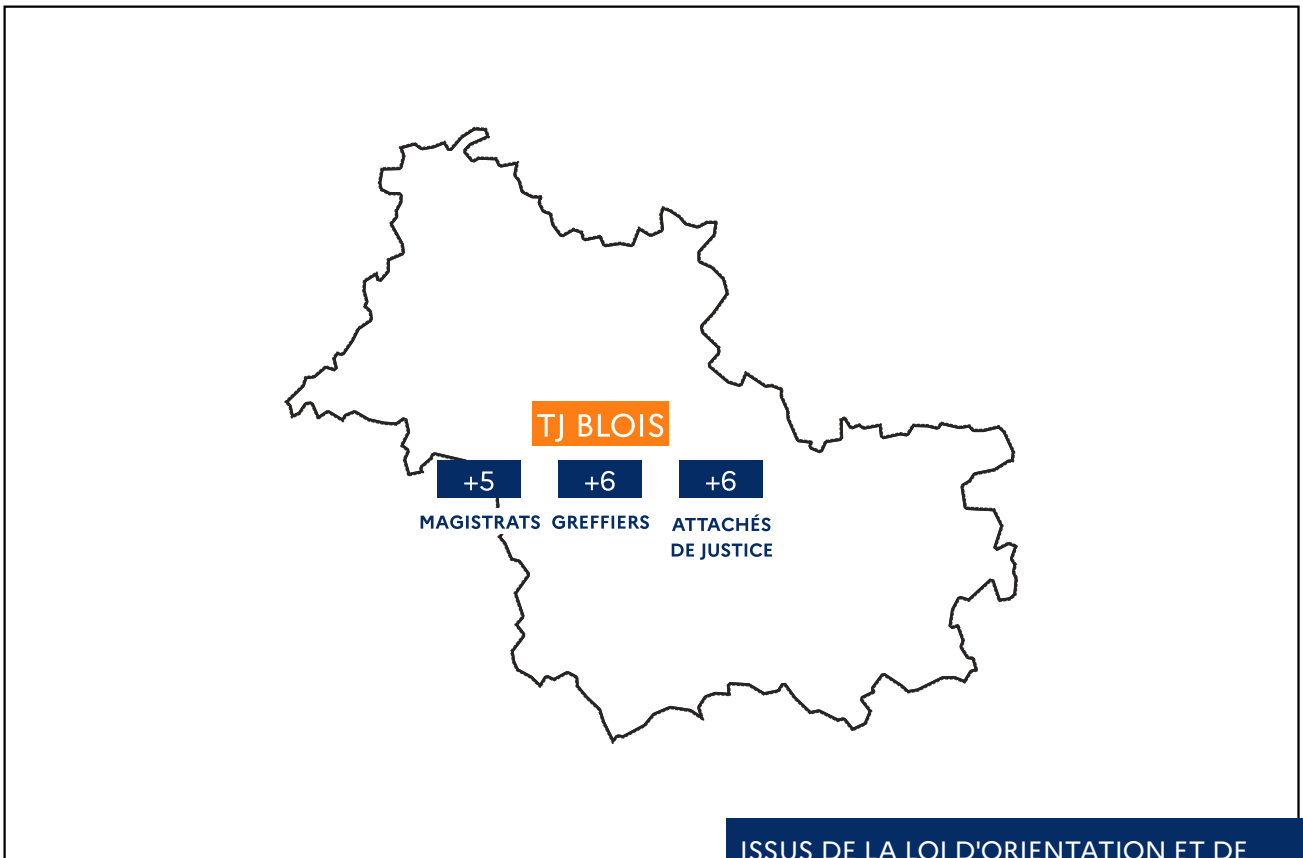 TJ BLOIS
+5
+6
+6
MAGISTRATS
GREFFIERS
ATTACHÉS
DE JUSTICE
ISSUS DE LA LOI D'ORIENTATION ET DE